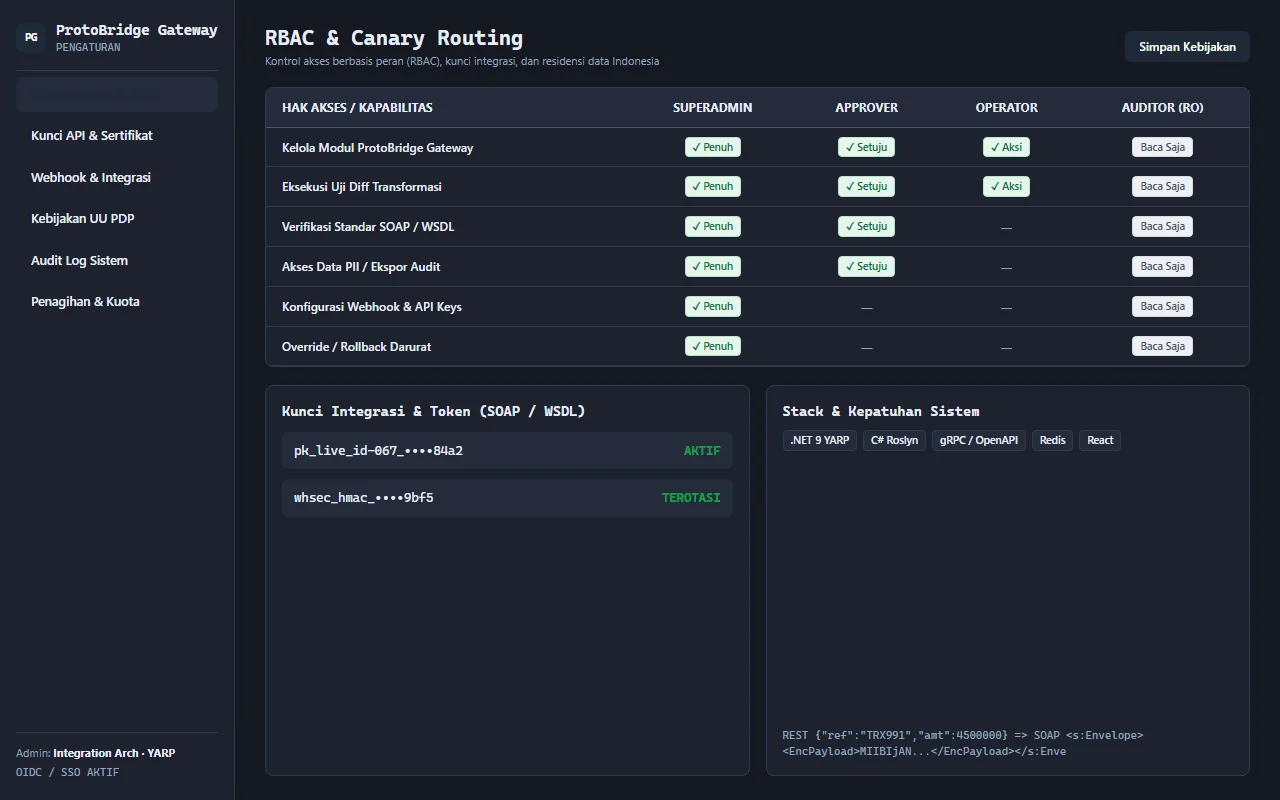 PG
ProtoBridge Gateway
PENGATURAN
Kunci API & Sertifikat
Webhook & Integrasi
Kebijakan UU PDP
Audit Log Sistem
Penagihan & Kuota
Admin: Integration Arch · YARP
OIDC / SSO AKTIF
RBAC & Canary Routing
Kontrol akses berbasis peran (RBAC), kunci integrasi, dan residensi data Indonesia
Simpan Kebijakan
HAK AKSES / KAPABILITAS SUPERADMIN APPROVER OPERATOR AUDITOR (RO)
Kelola Modul ProtoBridge Gateway ✓ Penuh ✓ Setuju ✓ Aksi Baca Saja
Eksekusi Uji Diff Transformasi ✓ Penuh ✓ Setuju ✓ Aksi Baca Saja
Verifikasi Standar SOAP / WSDL ✓ Penuh ✓ Setuju — Baca Saja
Akses Data PII / Ekspor Audit ✓ Penuh ✓ Setuju — Baca Saja
Konfigurasi Webhook & API Keys ✓ Penuh — — Baca Saja
Override / Rollback Darurat ✓ Penuh — — Baca Saja
Kunci Integrasi & Token (SOAP / WSDL)
pk_live_id-067_••••84a2 AKTIF
whsec_hmac_••••9bf5 TEROTASI
Stack & Kepatuhan Sistem
.NET 9 YARP C# Roslyn gRPC / OpenAPI Redis React
REST {"ref":"TRX991","amt":4500000} => SOAP <s:Envelope>
<EncPayload>MIIBIjAN...</EncPayload></s:Enve